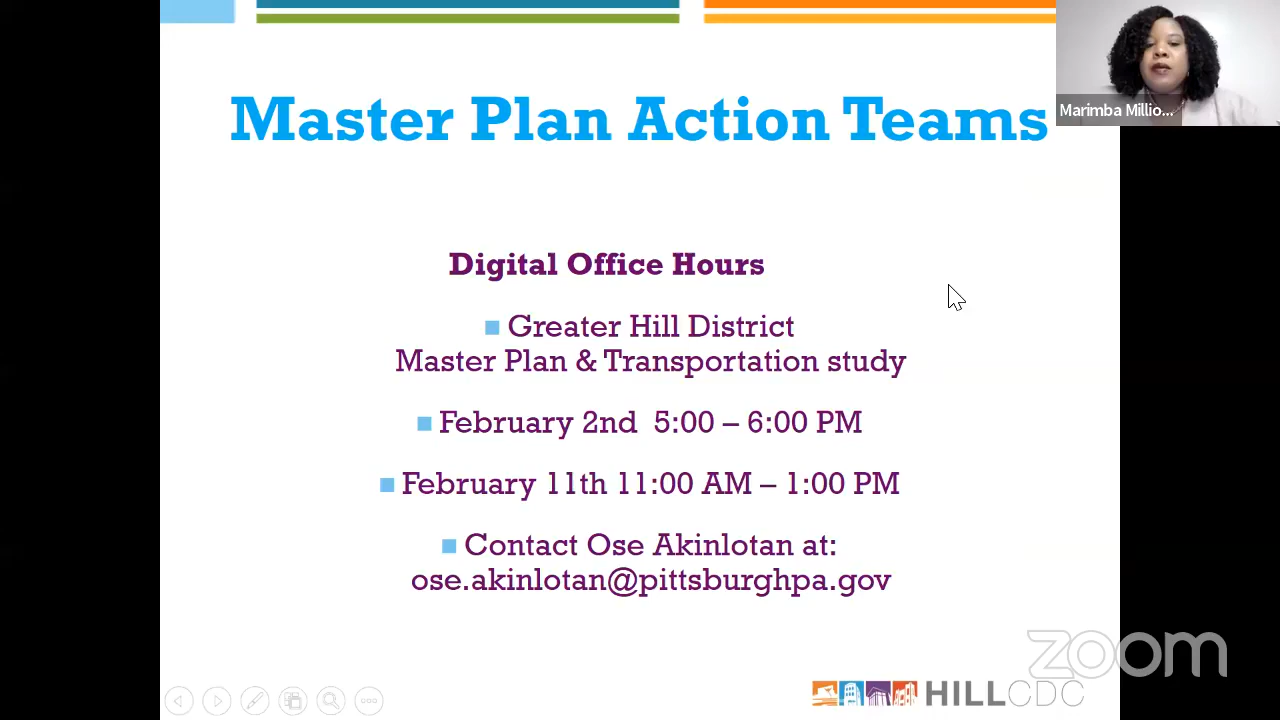 Master Plan Action Teams
Marimba Millio...
Digital Office Hours
Greater Hill District
Master Plan & Transportation study
February 2nd 5:00 – 6:00 PM
February 11th 11:00 AM – 1:00 PM
Contact Ose Akinlotan at:
ose.akinlotan@pittsburghpa.gov
zoom
HILLCDC